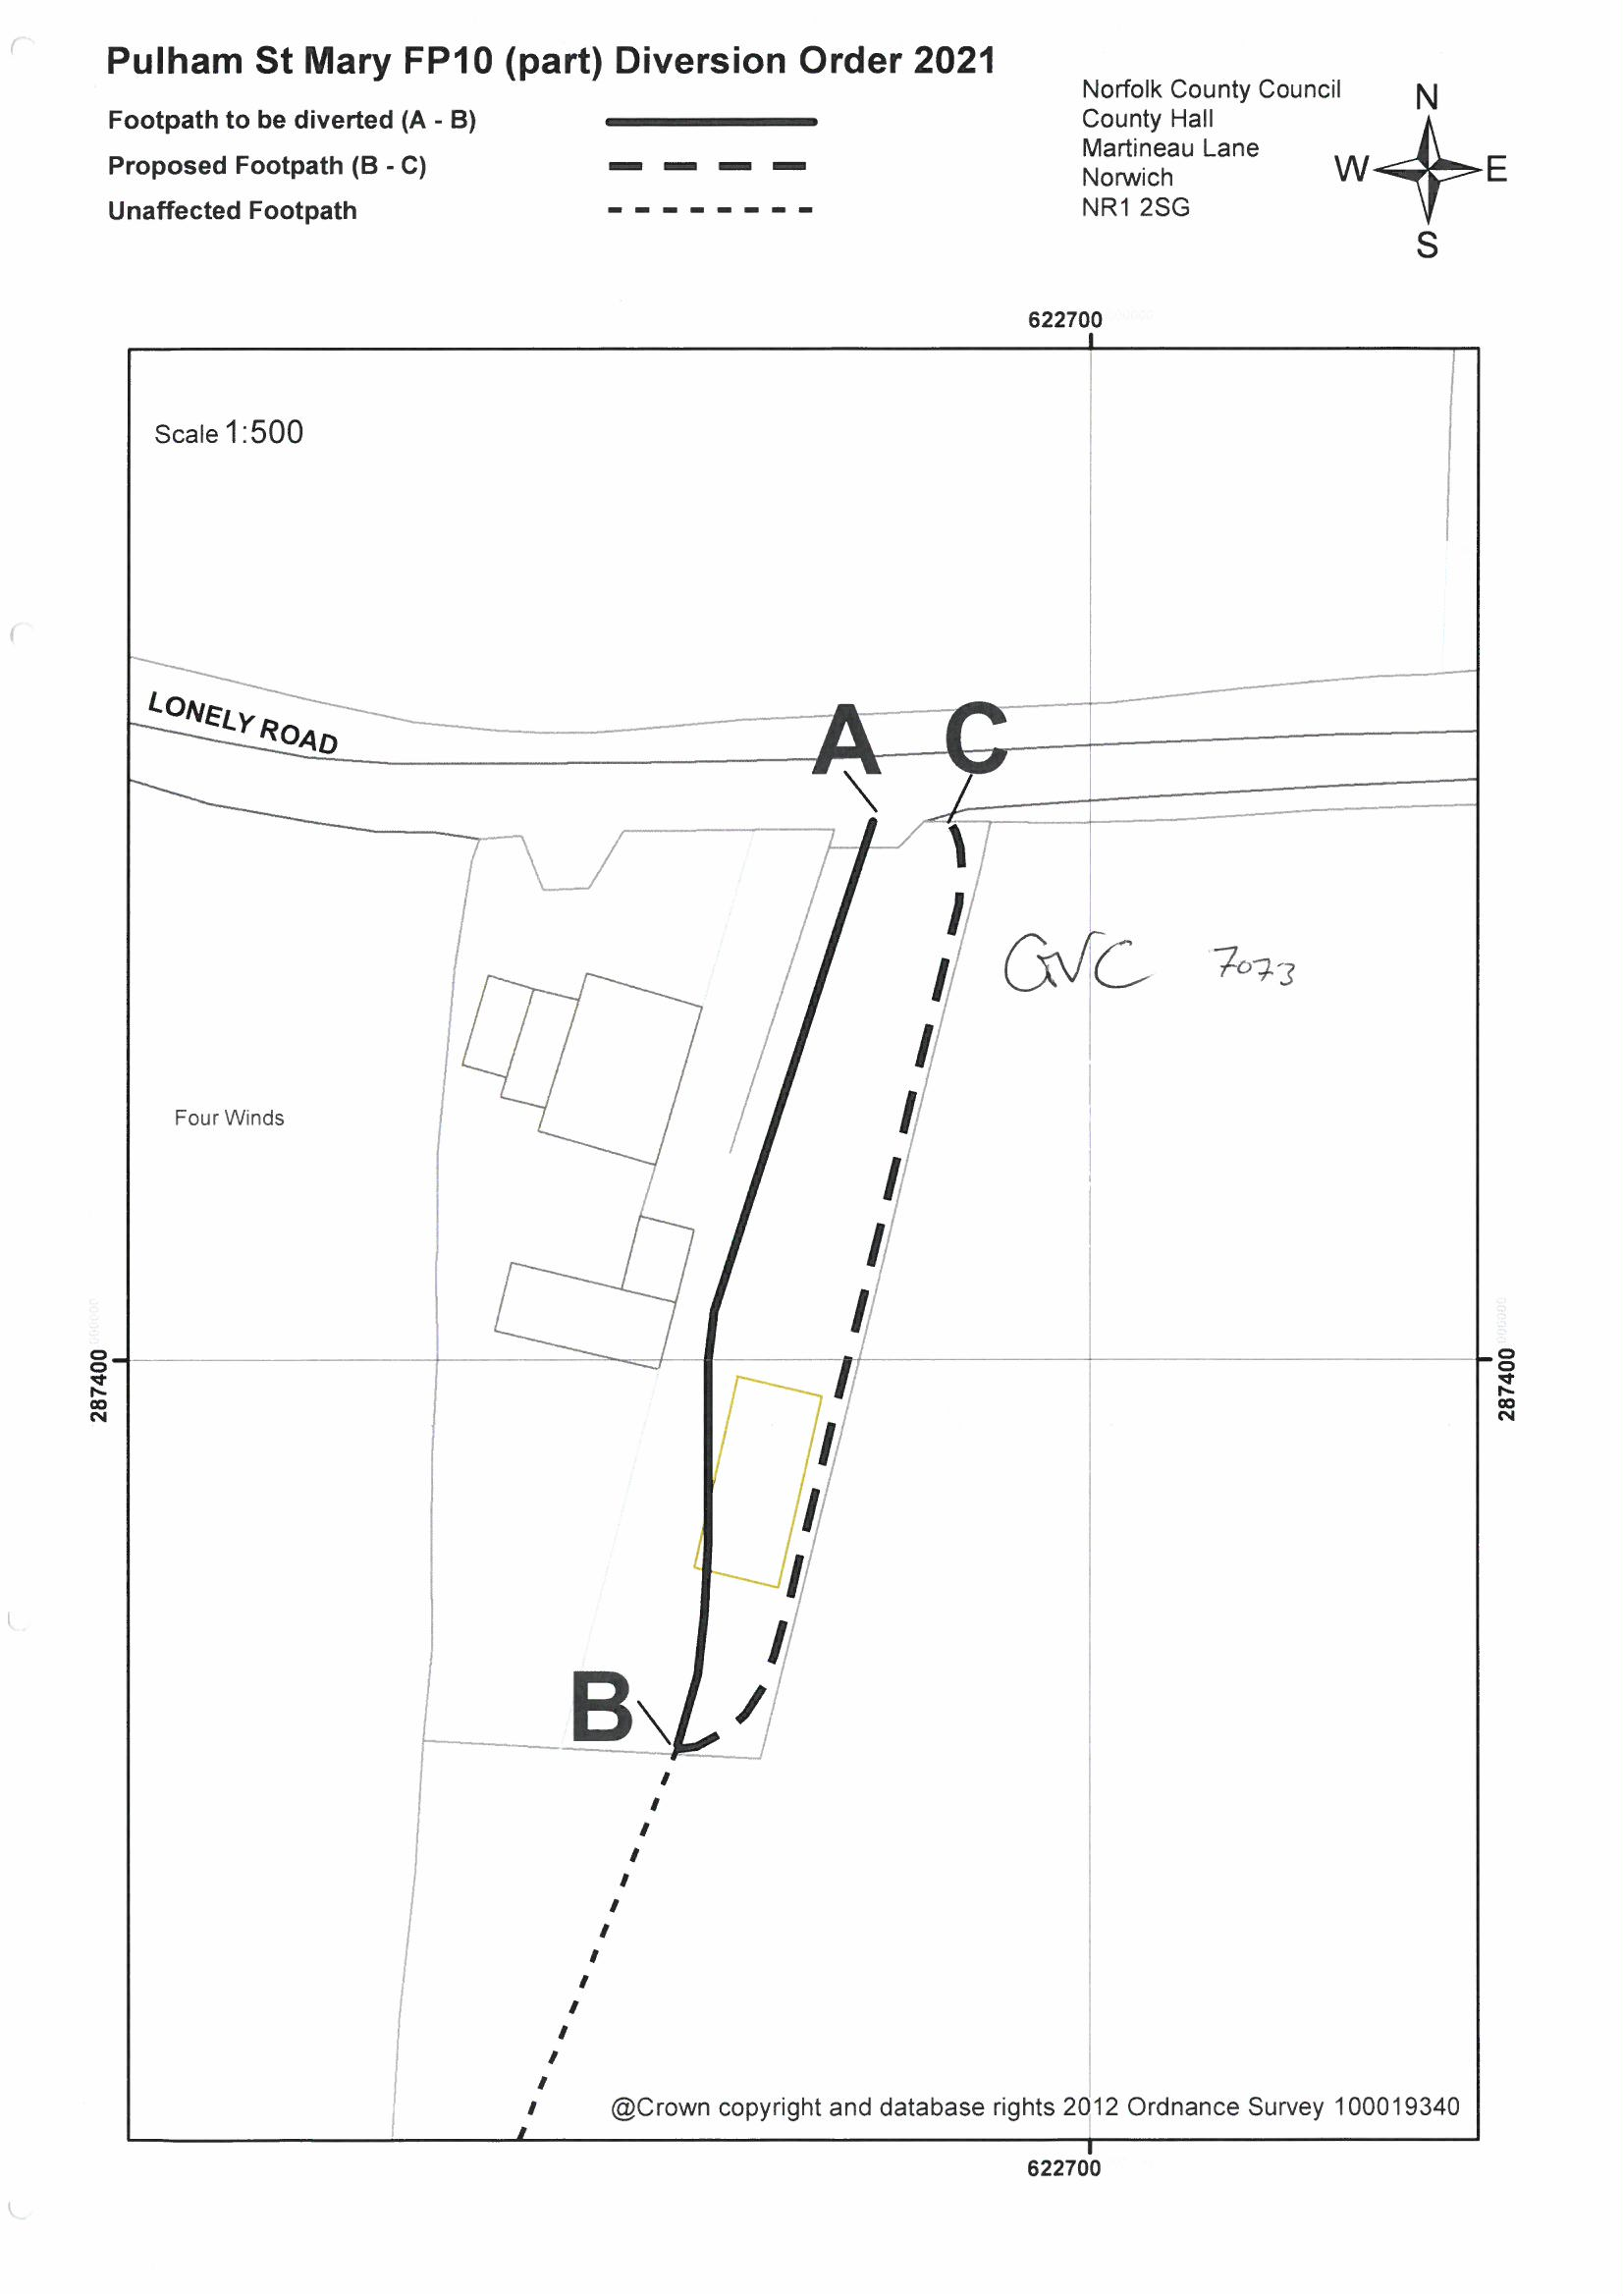 Pulham St Mary FP10 (part) Diversion Order 2021
Footpath to be diverted (A - B)
Proposed Footpath (B - C)
Unaffected Footpath
Norfolk County Council
County Hall
Martineau Lane
Norwich
NR1 2SG
N
W E
S
622700
Scale 1:500
LONELY ROAD
A C
GVC 7073
Four Winds
287400
287400
B
@Crown copyright and database rights 2012 Ordnance Survey 100019340
622700